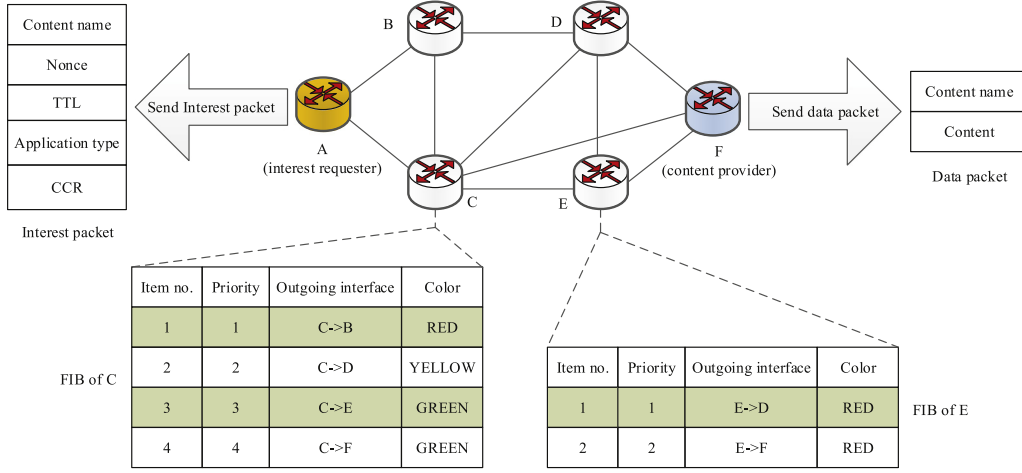 Content name
Nonce
TTL
Application type
CCR
Interest packet
Send Interest packet
A
(interest requester)
B
C
D
E
F
(content provider)
Send data packet
Content name
Content
Data packet
FIB of C
Item no. Priority Outgoing interface Color
1 1 C->B RED
2 2 C->D YELLOW
3 3 C->E GREEN
4 4 C->F GREEN
Item no. Priority Outgoing interface Color
1 1 E->D RED
2 2 E->F RED
FIB of E